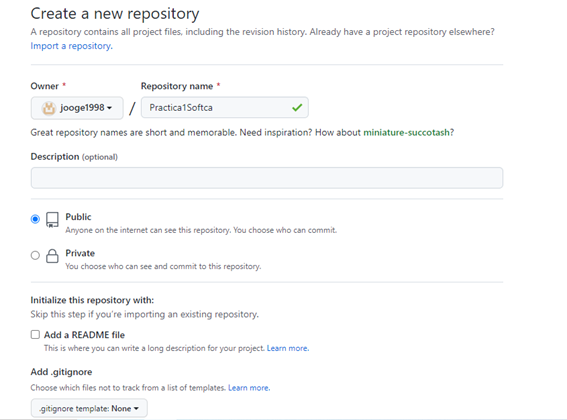 Create a new repository
A repository contains all project files, including the revision history. Already have a project repository elsewhere?
Import a repository.
Owner *
Repository name *
jooge1998
/
Practica1Softca
Great repository names are short and memorable. Need inspiration? How about miniature-succotash?
Description (optional)
Public
Anyone on the internet can see this repository. You choose who can commit.
Private
You choose who can see and commit to this repository.
Initialize this repository with:
Skip this step if you're importing an existing repository.
Add a README file
This is where you can write a long description for your project. Learn more.
Add .gitignore
Choose which files not to track from a list of templates. Learn more.
.gitignore template: None